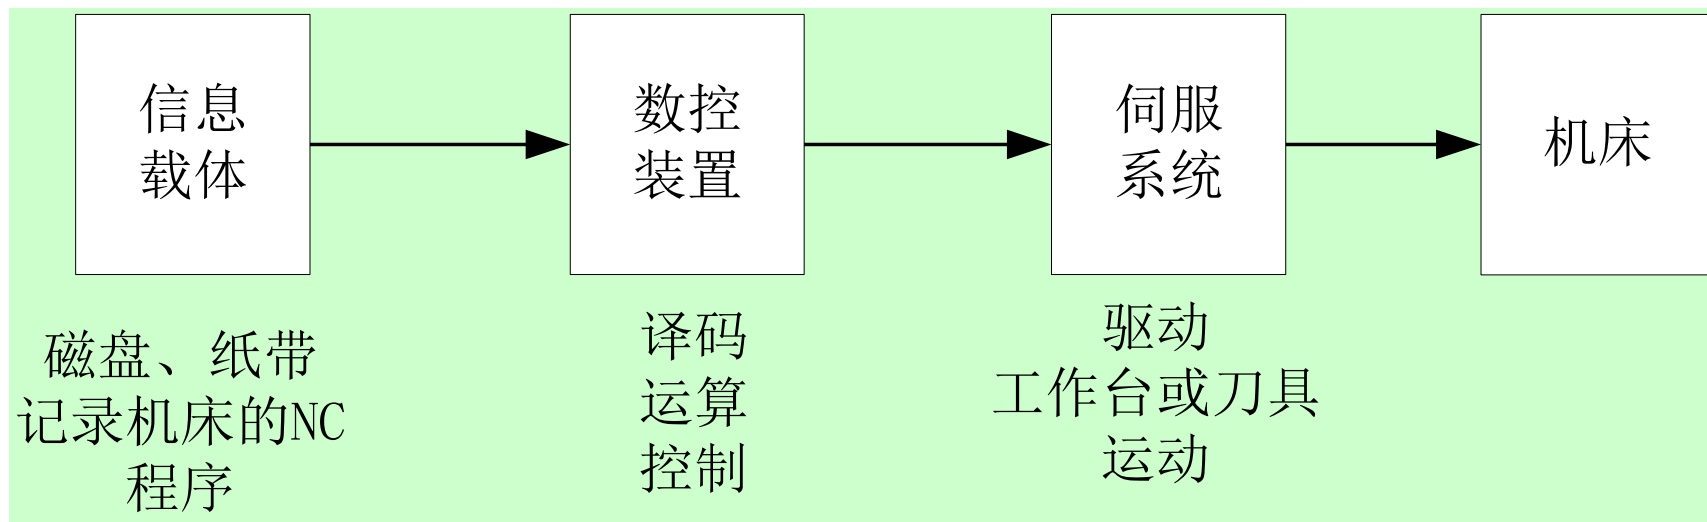 信息
载体
数控
装置
伺服
系统
机床
磁盘、纸带
记录机床的NC
程序
译码
运算
控制
驱动
工作台或刀具
运动